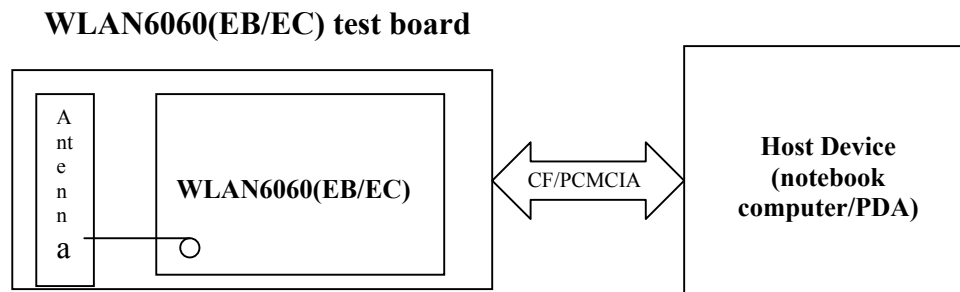 WLAN6060(EB/EC) test board
A
nt
e
n
n
a
WLAN6060(EB/EC)
CF/PCMCIA
Host Device
(notebook
computer/PDA)